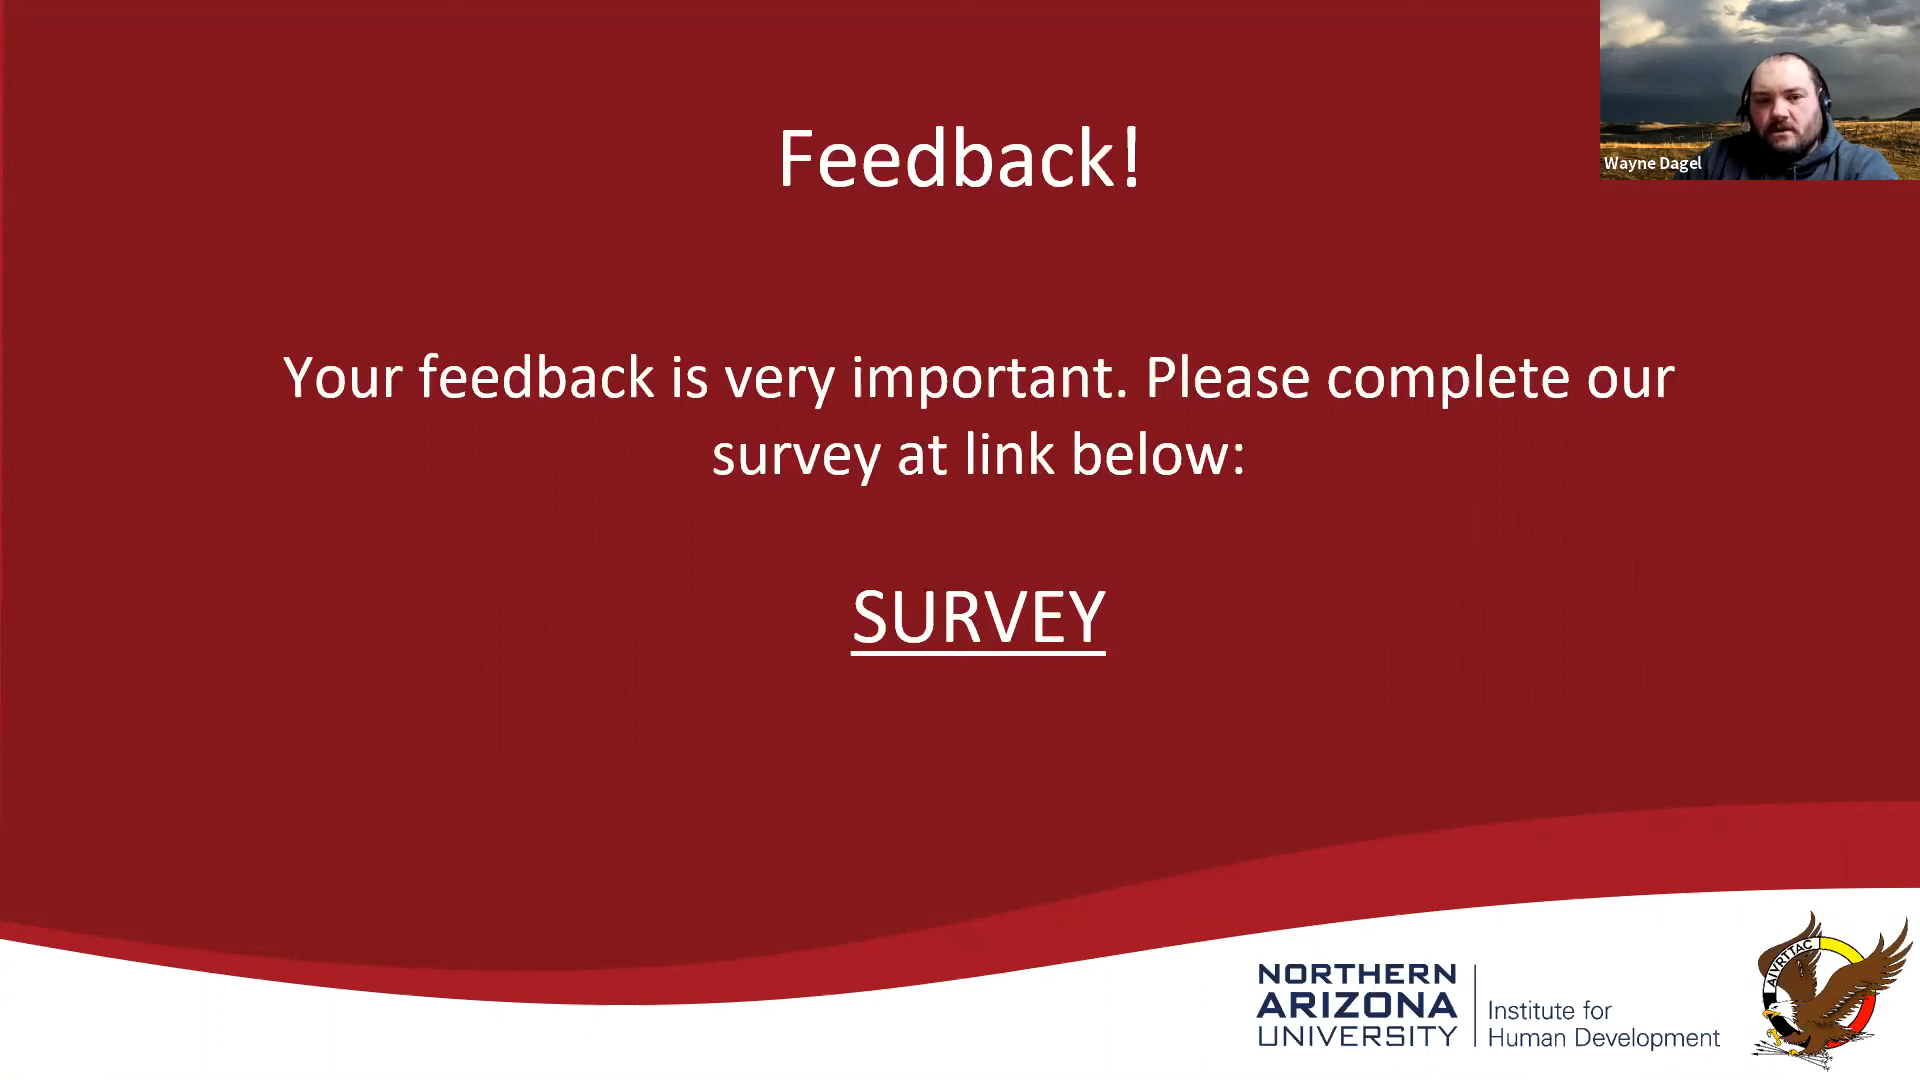 Feedback!
Wayne Dagel
Your feedback is very important. Please complete our
survey at link below:
SURVEY
NORTHERN
ARIZONA
UNIVERSITY
Institute for
Human Development
AIVRTTAC